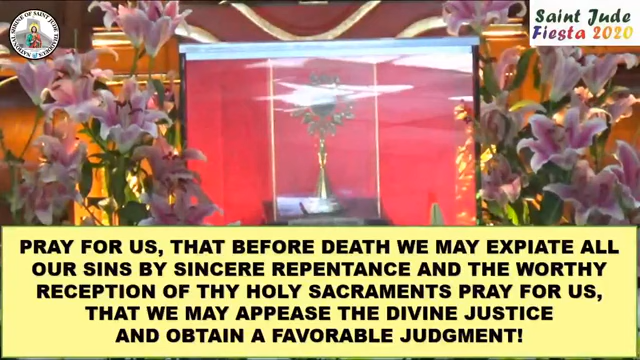 Saint Jude
Fiesta 2020
PRAY FOR US, THAT BEFORE DEATH WE MAY EXPIATE ALL
OUR SINS BY SINCERE REPENTANCE AND THE WORTHY
RECEPTION OF THY HOLY SACRAMENTS PRAY FOR US,
THAT WE MAY APPEASE THE DIVINE JUSTICE
AND OBTAIN A FAVORABLE JUDGMENT!